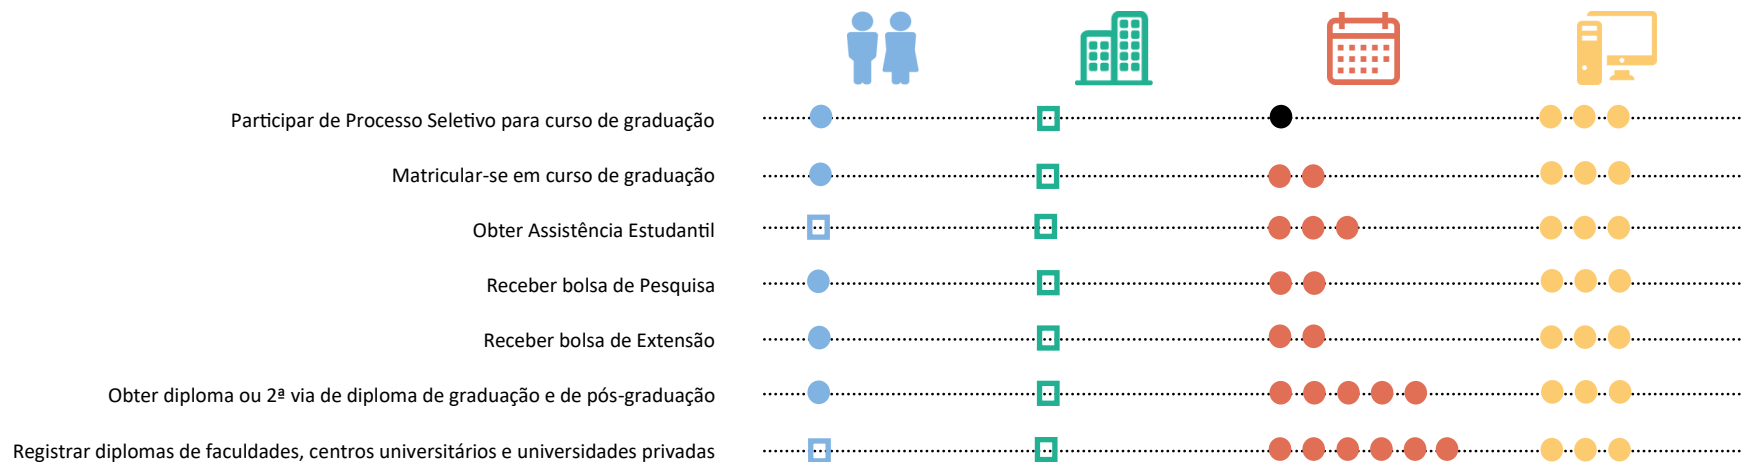 Participar de Processo Seletivo para curso de graduação
Matricular-se em curso de graduação
Obter Assistência Estudantil
Receber bolsa de Pesquisa
Receber bolsa de Extensão
Obter diploma ou 2ª via de diploma de graduação e de pós-graduação
Registrar diplomas de faculdades, centros universitários e universidades privadas